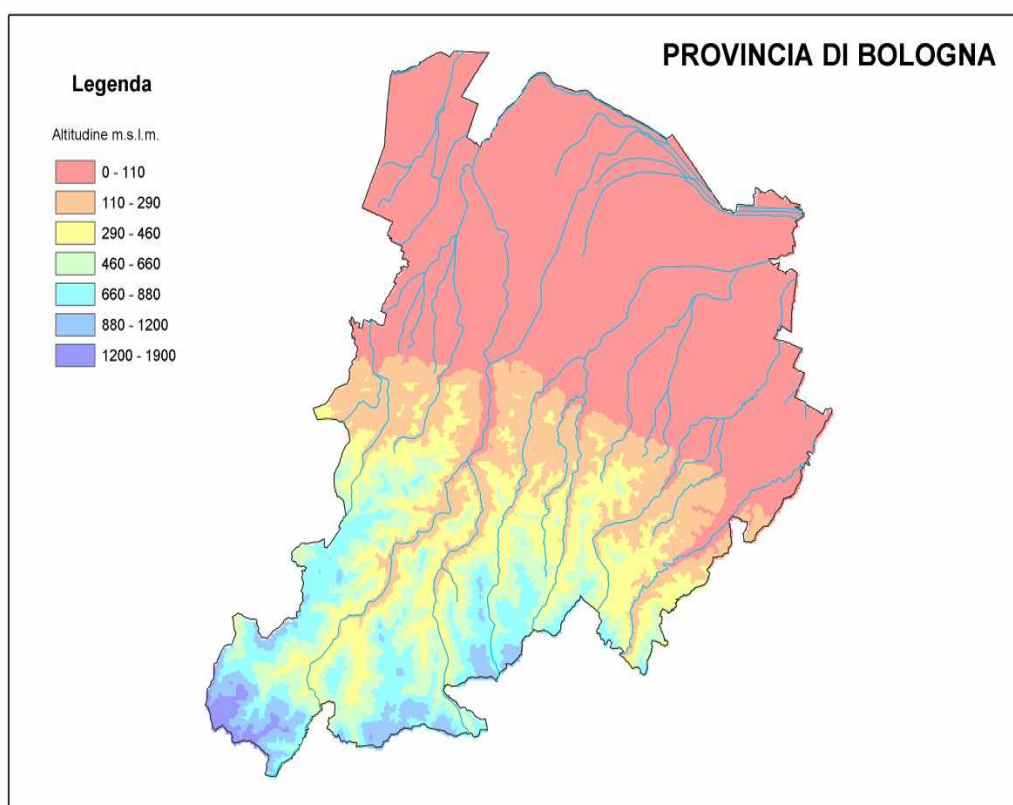 PROVINCIA DI BOLOGNA
Legenda
Altitudine m.s.l.m.
0 - 110
110 - 290
290 - 460
460 - 660
660 - 880
880 - 1200
1200 - 1900